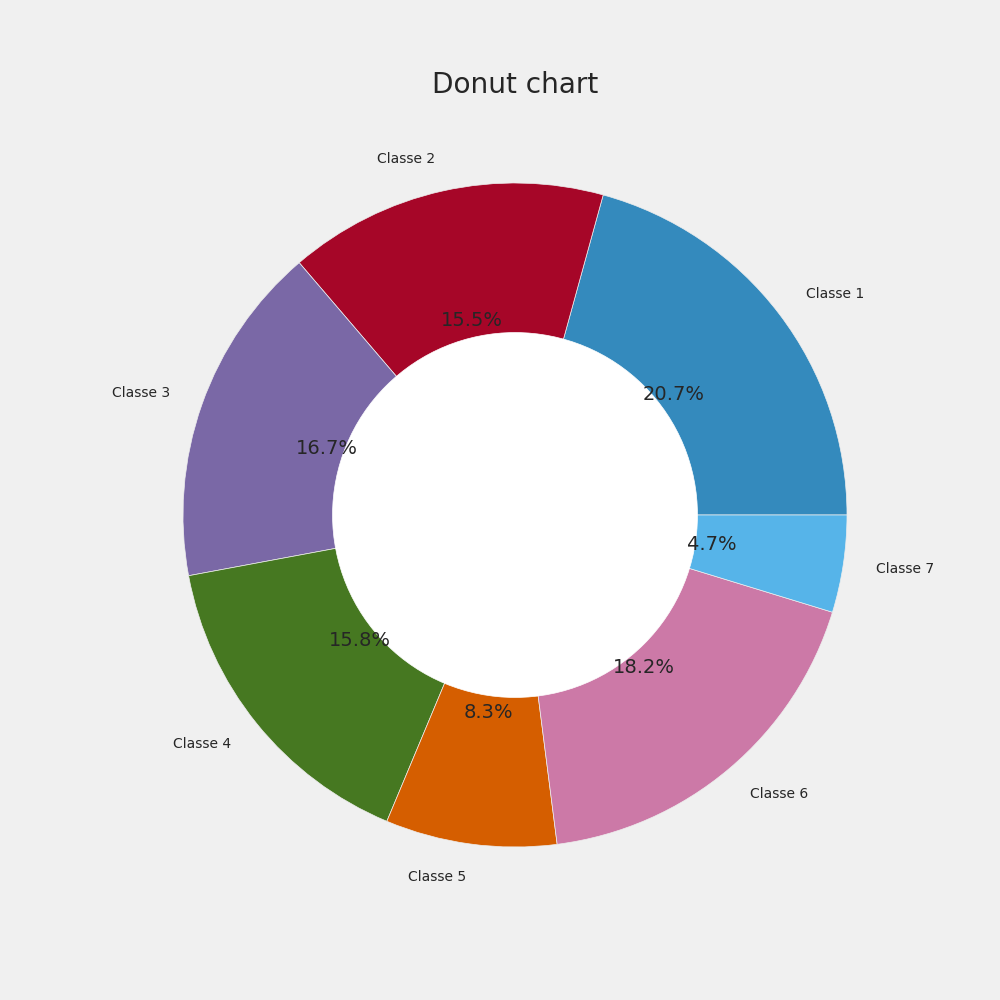 Donut chart
Classe 1
20.7%
Classe 2
15.5%
Classe 3
16.7%
Classe 4
15.8%
Classe 5
8.3%
Classe 6
18.2%
Classe 7
4.7%